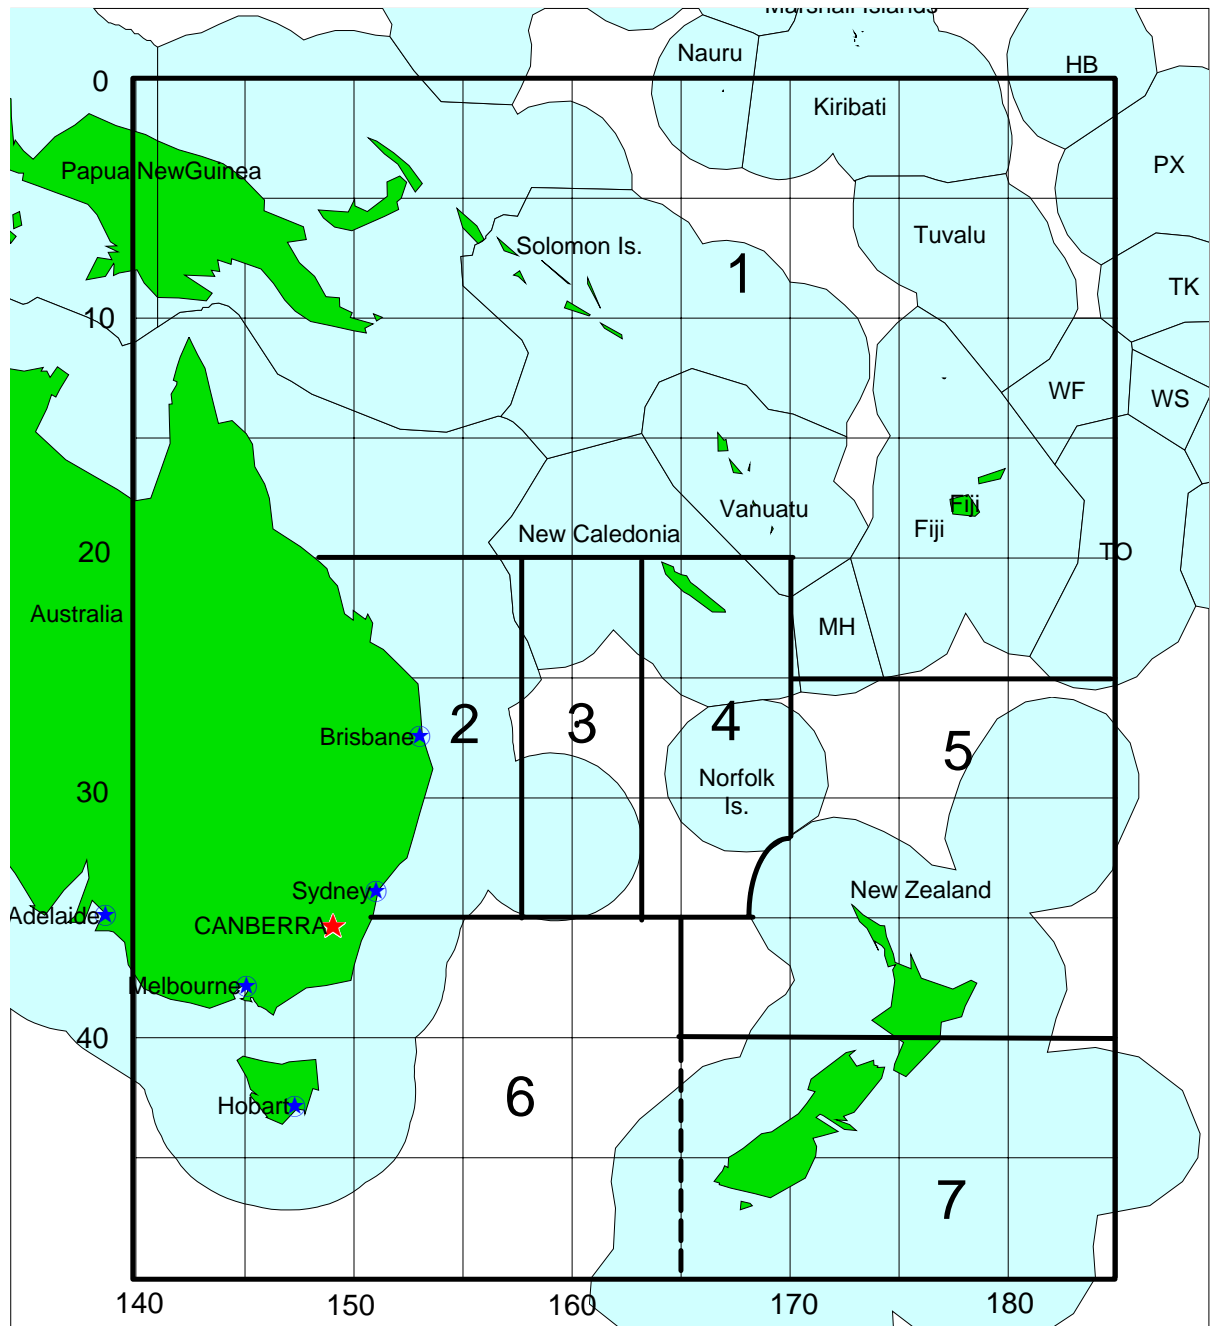 Marshall Islands
Nauru
HB
0
Kiribati
Papua NewGuinea
PX
Tuvalu
Solomon Is.
1
TK
10
WF
WS
Vanuatu
Fiji
Fiji
New Caledonia
20
TO
Australia
MH
2
3
4
5
Brisbane
Norfolk
Is.
30
Sydney
New Zealand
Adelaide
CANBERRA
Melbourne
40
6
Hobart
7
140
150
160
170
180